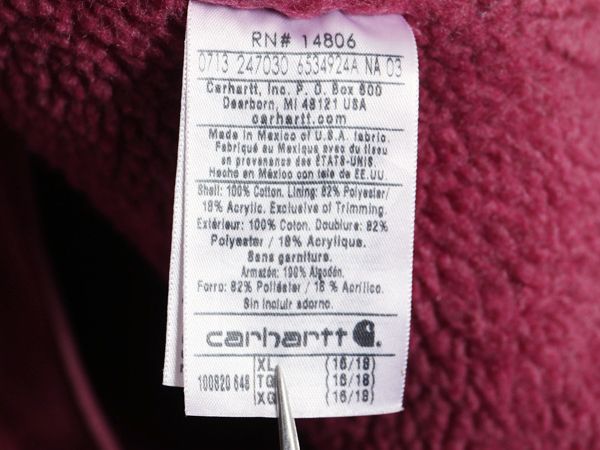 RN# 14806
0713 247030 6534924A NA 03
Carhartt, Inc. P. O. Box 600
Dearborn, MI 48121 USA
carhartt.com
Made in Mexico of U.S.A. fabric.
Fabriqué au Mexique avec du tissu
en provenance des ÉTATS-UNIS.
Hecho en México con tela de EE.UU.
Shell: 100% Cotton. Lining: 82% Polyester/
18% Acrylic. Exclusive of Trimming.
Extérieur: 100% Coton. Doublure: 82%
Polyester / 18% Acrylique.
Sans garniture.
Armazón: 100% Algodón.
Forro: 82% Poliéster / 18 % Acrílico.
Sin incluir adorno.
carhartt
XL (16/18)
100820 648 TG (16/18)
XG (16/18)